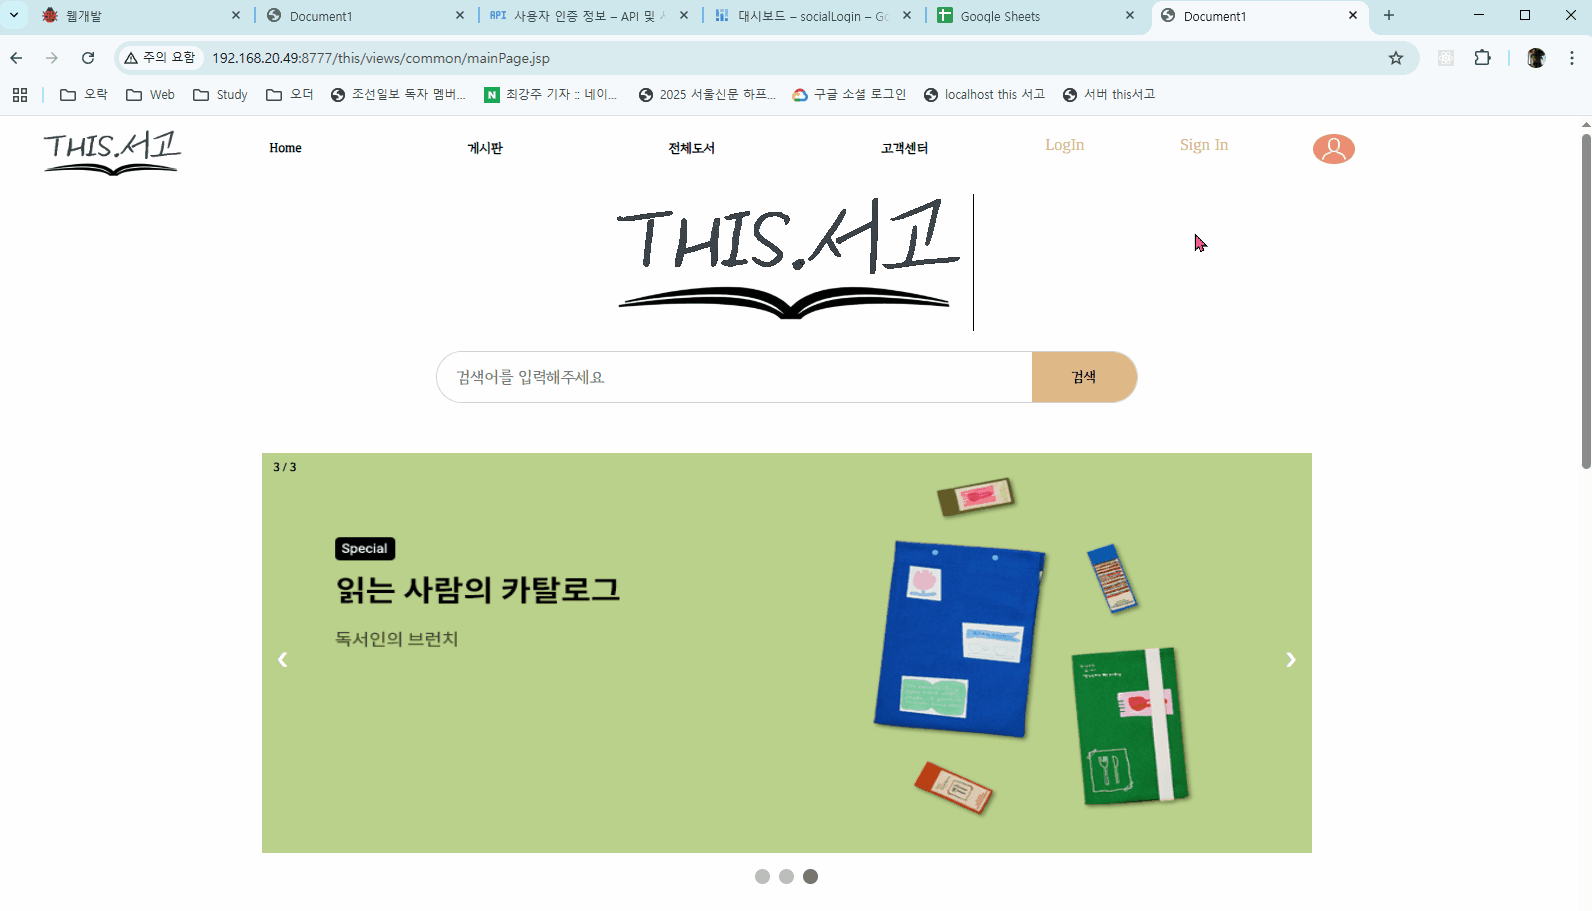 웹개발
Document1
API 사용자 인증 정보 – API 및 
대시보드 – socialLogin – Go
Google Sheets
Document1
주의 요함
192.168.20.49:8777/this/views/common/mainPage.jsp
오락
Web
Study
오더
조선일보 독자 멤버...
N 최강주 기자 :: 네이...
2025 서울신문 하프...
구글 소셜 로그인
localhost this 서고
서버 this서고
THIS.서고
Home
게시판
전체도서
고객센터
LogIn
Sign In
THIS.서고
검색어를 입력해주세요
검색
3 / 3
Special
읽는 사람의 카탈로그
독서인의 브런치